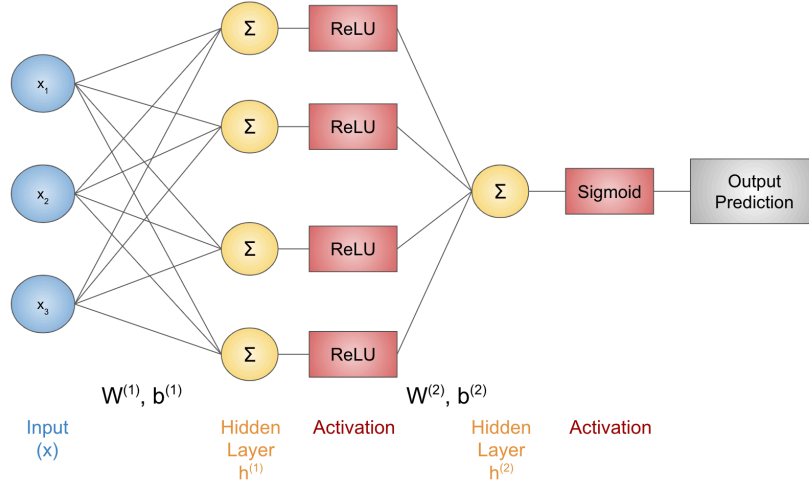 x₁
x₂
x₃
Σ
Σ
Σ
Σ
ReLU
ReLU
ReLU
ReLU
Σ
Sigmoid
Output
Prediction
W⁽¹⁾, b⁽¹⁾
W⁽²⁾, b⁽²⁾
Input
(x)
Hidden
Layer
h⁽¹⁾
Activation
Hidden
Layer
h⁽²⁾
Activation